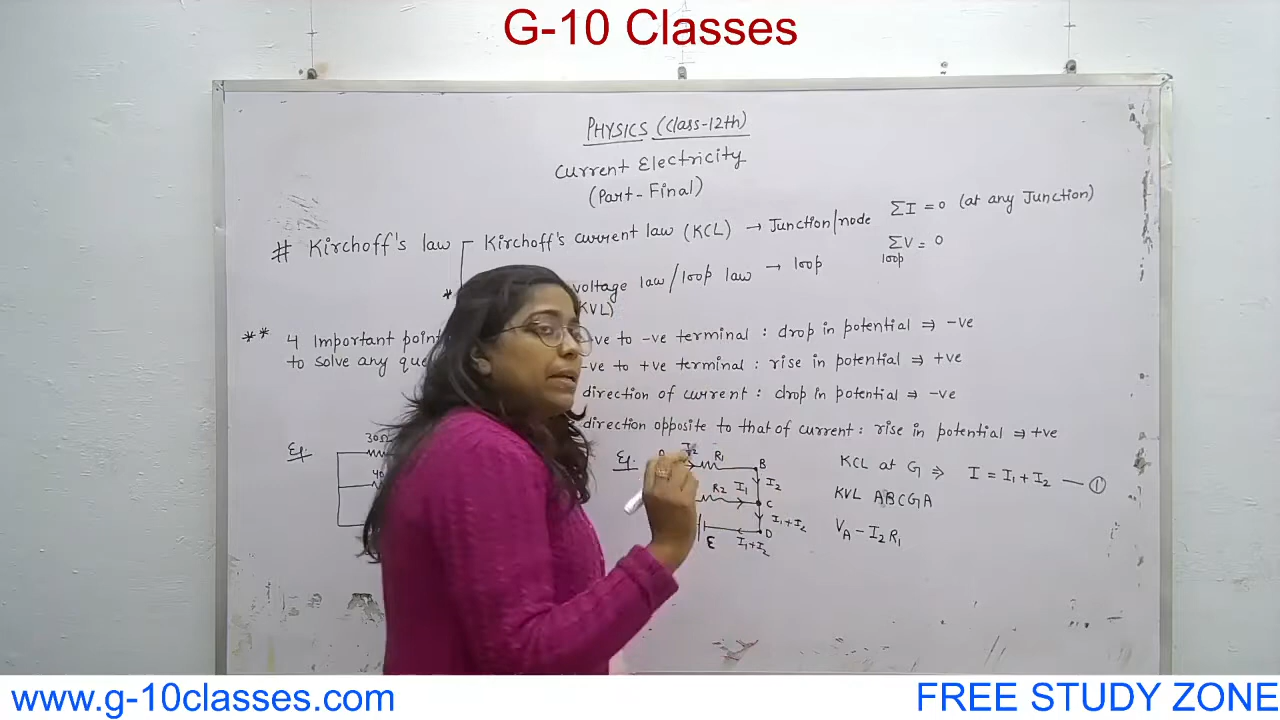 G-10 Classes
PHYSICS (Class-12th)
Current Electricity
(Part-Final)
# Kirchoff's law Kirchoff's current law (KCL) → Junction/node ΣI = 0 (at any Junction)
* voltage law/loop law → loop ΣV = 0
loop
KVL)
** 4 Important point
to solve any que
-ve terminal : drop in potential ⇒ -ve
-ve to +ve terminal : rise in potential ⇒ +ve
direction of current : drop in potential ⇒ -ve
direction opposite to that of current : rise in potential ⇒ +ve
Eg. 30Ω
Eg. I2 R1 B
I2
R2 I1 C
I1+I2
D
E I1+I2
KCL at G ⇒ I = I1 + I2 — ①
KVL ABCGA
VA - I2R1
www.g-10classes.com
FREE STUDY ZONE